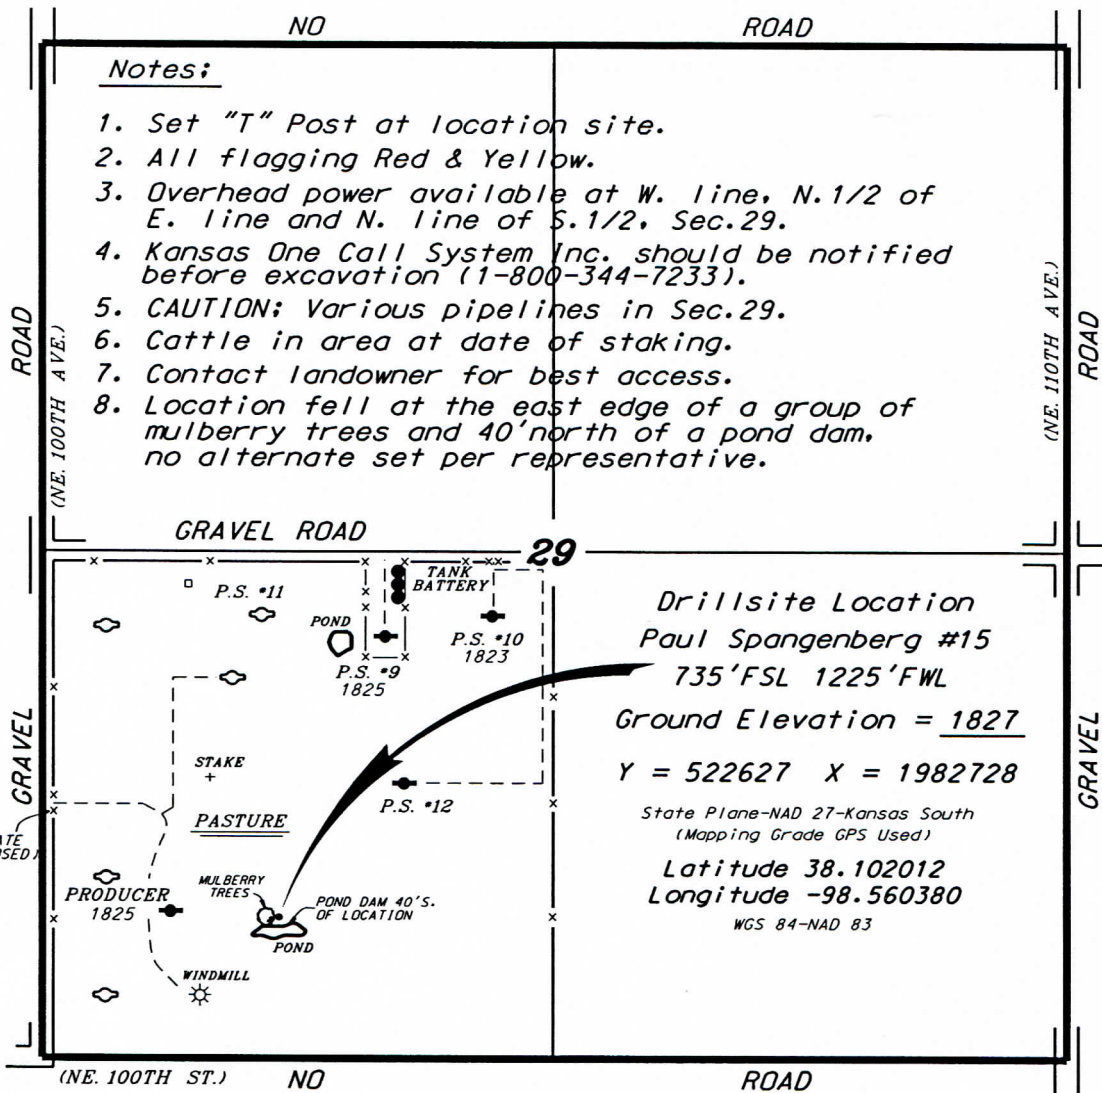 NO ROAD
Notes:
1. Set "T" Post at location site.
2. All flagging Red & Yellow.
3. Overhead power available at W. line, N.1/2 of
E. line and N. line of S.1/2, Sec.29.
4. Kansas One Call System Inc. should be notified
before excavation (1-800-344-7233).
5. CAUTION: Various pipelines in Sec.29.
6. Cattle in area at date of staking.
7. Contact landowner for best access.
8. Location fell at the east edge of a group of
mulberry trees and 40'north of a pond dam,
no alternate set per representative.
ROAD
(NE. 100TH AVE.)
(NE. 110TH AVE.)
ROAD
GRAVEL ROAD
29
P.S. #11
TANK
BATTERY
POND
P.S. #9
1825
P.S. #10
1823
Drillsite Location
Paul Spangenberg #15
735'FSL 1225'FWL
Ground Elevation = 1827
Y = 522627 X = 1982728
State Plane-NAD 27-Kansas South
(Mapping Grade GPS Used)
Latitude 38.102012
Longitude -98.560380
WGS 84-NAD 83
GRAVEL
GRAVEL
STAKE
P.S. #12
PASTURE
MULBERRY
TREES
PRODUCER
1825
POND DAM 40'S.
OF LOCATION
POND
WINDMILL
(NE. 100TH ST.) NO ROAD